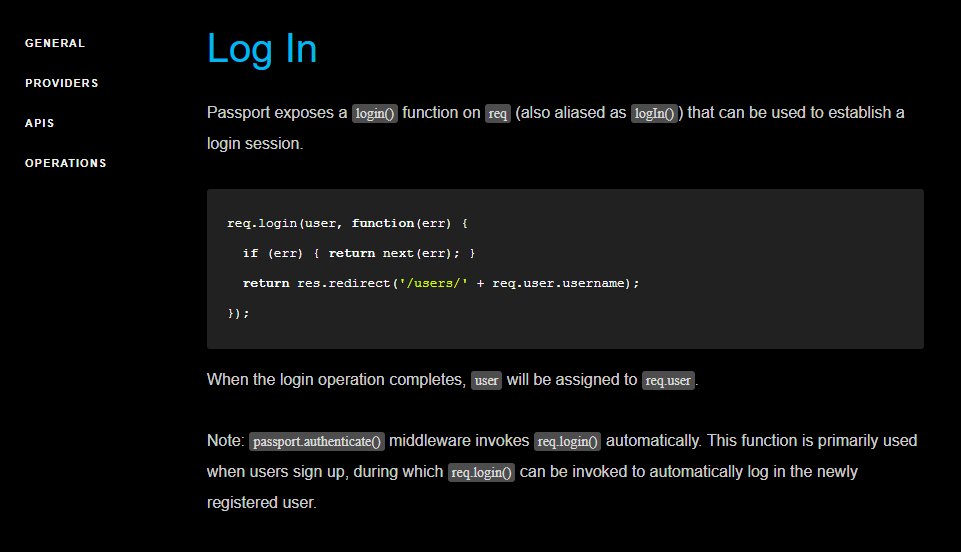 GENERAL
PROVIDERS
APIS
OPERATIONS
Log In
Passport exposes a login() function on req (also aliased as logIn()) that can be used to establish a
login session.
req.login(user, function(err) {
  if (err) { return next(err); }
  return res.redirect('/users/' + req.user.username);
});
When the login operation completes, user will be assigned to req.user.
Note: passport.authenticate() middleware invokes req.login() automatically. This function is primarily used
when users sign up, during which req.login() can be invoked to automatically log in the newly
registered user.